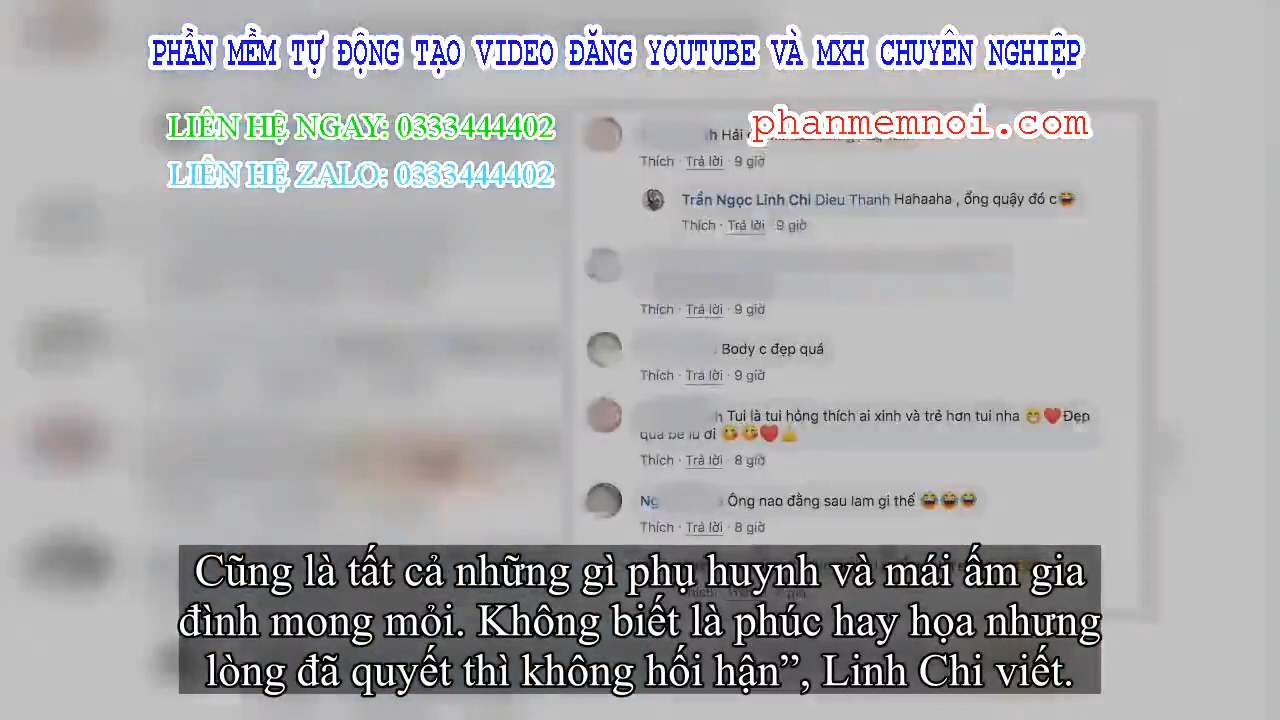 PHẦN MỀM TỰ ĐỘNG TẠO VIDEO ĐĂNG YOUTUBE VÀ MXH CHUYÊN NGHIỆP
LIÊN HỆ NGAY: 0333444402
phanmemnoi.com
LIÊN HỆ ZALO: 0333444402
h Hải
Thích · Trả lời · 9 giờ
Trần Ngọc Linh Chi Dieu Thanh Hahaaha , ổng quậy đó c😂
Thích · Trả lời · 9 giờ
Thích · Trả lời · 9 giờ
Body c đẹp quá
Thích · Trả lời · 9 giờ
h Tui là tui hỏng thích ai xinh và trẻ hơn tui nha 😁❤️Đẹp
quá bé iu ơi 😘😘❤️👍
Thích · Trả lời · 8 giờ
Ng Ông nao đằng sau lam gi thế 😂😂😂
Thích · Trả lời · 8 giờ
Cũng là tất cả những gì phụ huynh và mái ấm gia
đình mong mỏi. Không biết là phúc hay họa nhưng
lòng đã quyết thì không hối hận”, Linh Chi viết.